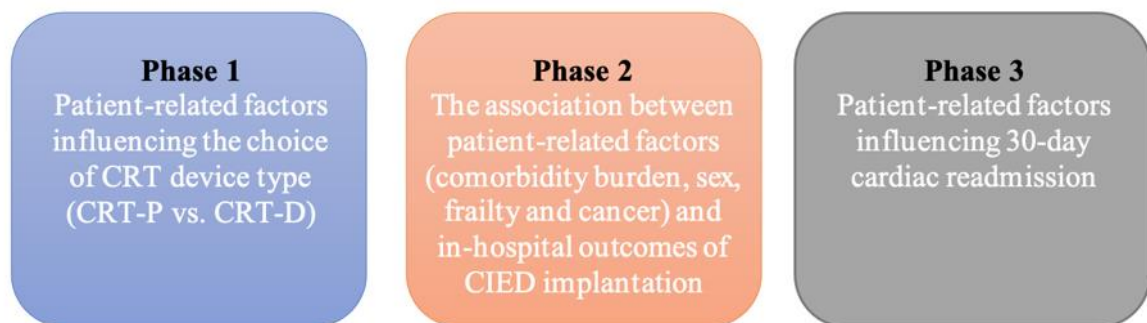 Phase 1
Patient-related factors
influencing the choice
of CRT device type
(CRT-P vs. CRT-D)
Phase 2
The association between
patient-related factors
(comorbidity burden, sex,
frailty and cancer) and
in-hospital outcomes of
CIED implantation
Phase 3
Patient-related factors
influencing 30-day
cardiac readmission